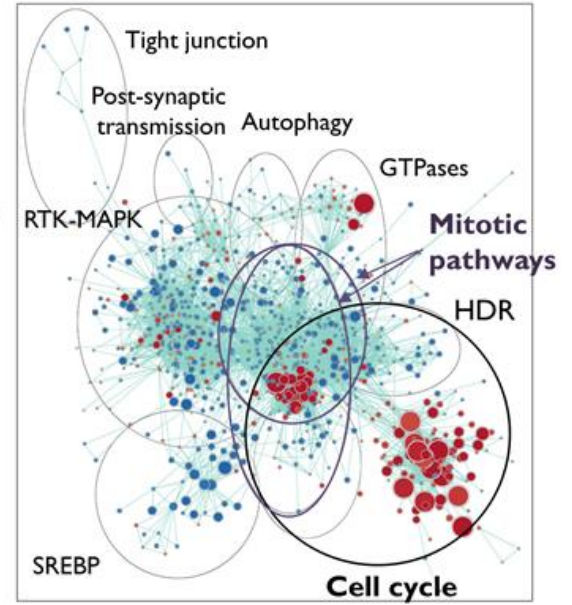 Tight junction
Post-synaptic
transmission
Autophagy
GTPases
RTK-MAPK
Mitotic
pathways
HDR
SREBP
Cell cycle